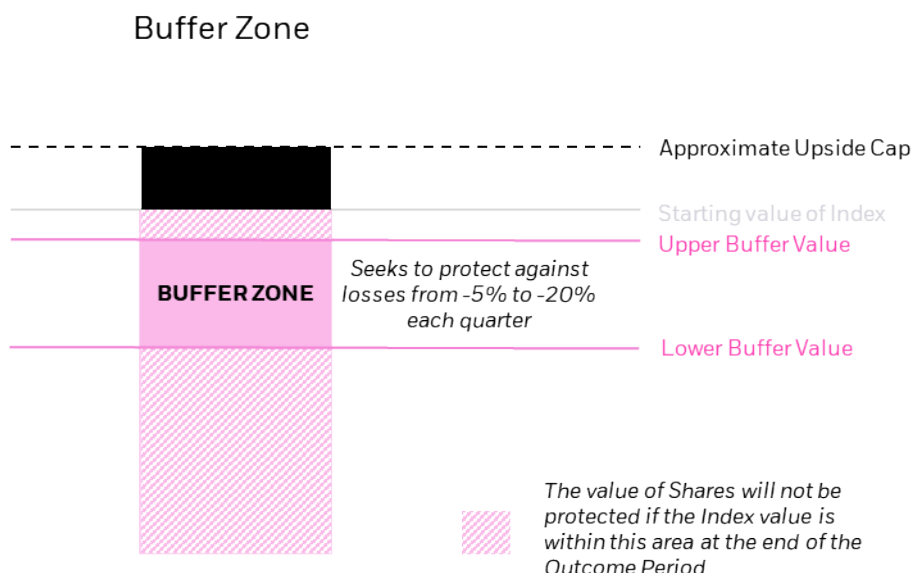 Buffer Zone
Approximate Upside Cap
Starting value of Index
Upper Buffer Value
BUFFER ZONE
Seeks to protect against
losses from -5% to -20%
each quarter
Lower Buffer Value
The value of Shares will not be
protected if the Index value is
within this area at the end of the
Outcome Period